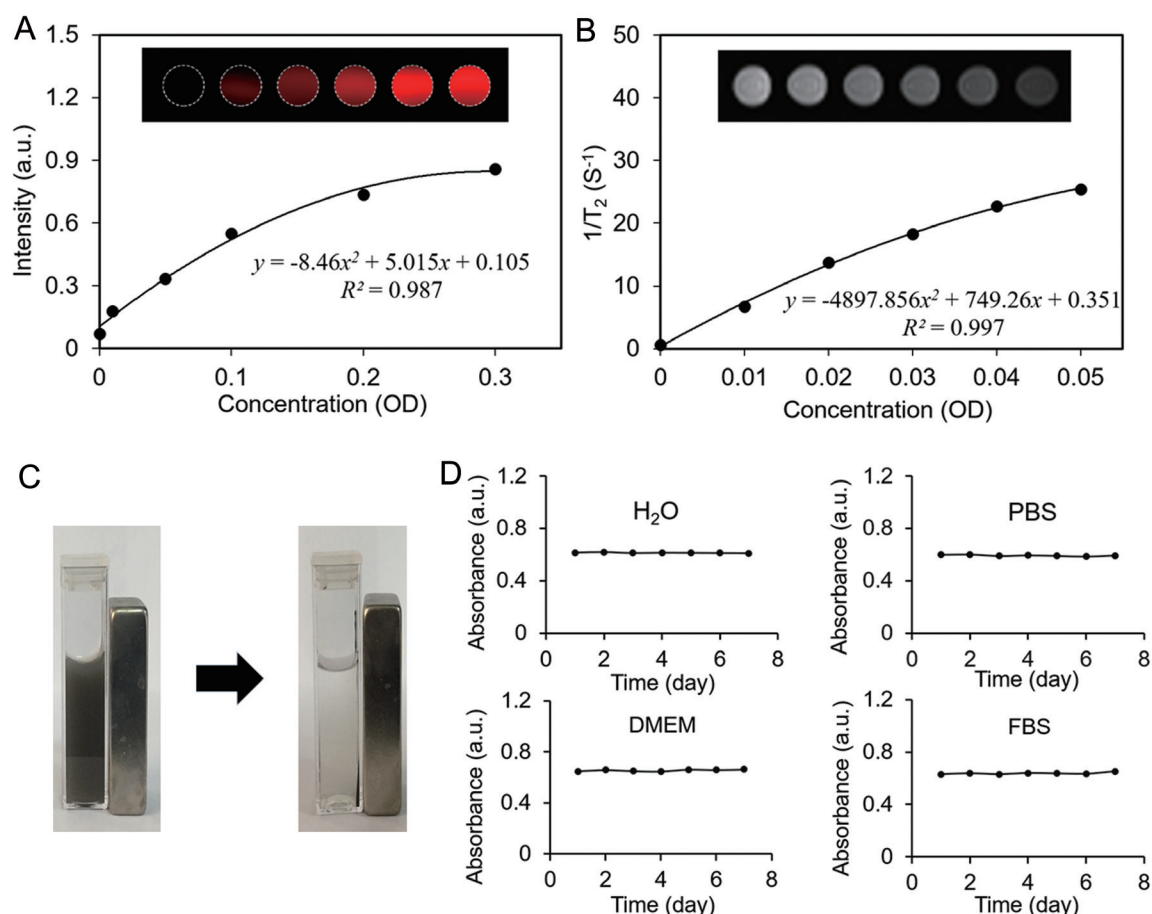 A
1.5
1.2
0.9
0.6
0.3
0
Intensity (a.u.)
y = -8.46x² + 5.015x + 0.105
R² = 0.987
0 0.1 0.2 0.3
Concentration (OD)
B
50
40
30
20
10
0
1/T₂ (S⁻¹)
y = -4897.856x² + 749.26x + 0.351
R² = 0.997
0 0.01 0.02 0.03 0.04 0.05
Concentration (OD)
C
D
1.2
0.8
0.4
0
Absorbance (a.u.)
H₂O
0 2 4 6 8
Time (day)
1.2
0.8
0.4
0
Absorbance (a.u.)
PBS
0 2 4 6 8
Time (day)
1.2
0.8
0.4
0
Absorbance (a.u.)
DMEM
0 2 4 6 8
Time (day)
1.2
0.8
0.4
0
Absorbance (a.u.)
FBS
0 2 4 6 8
Time (day)